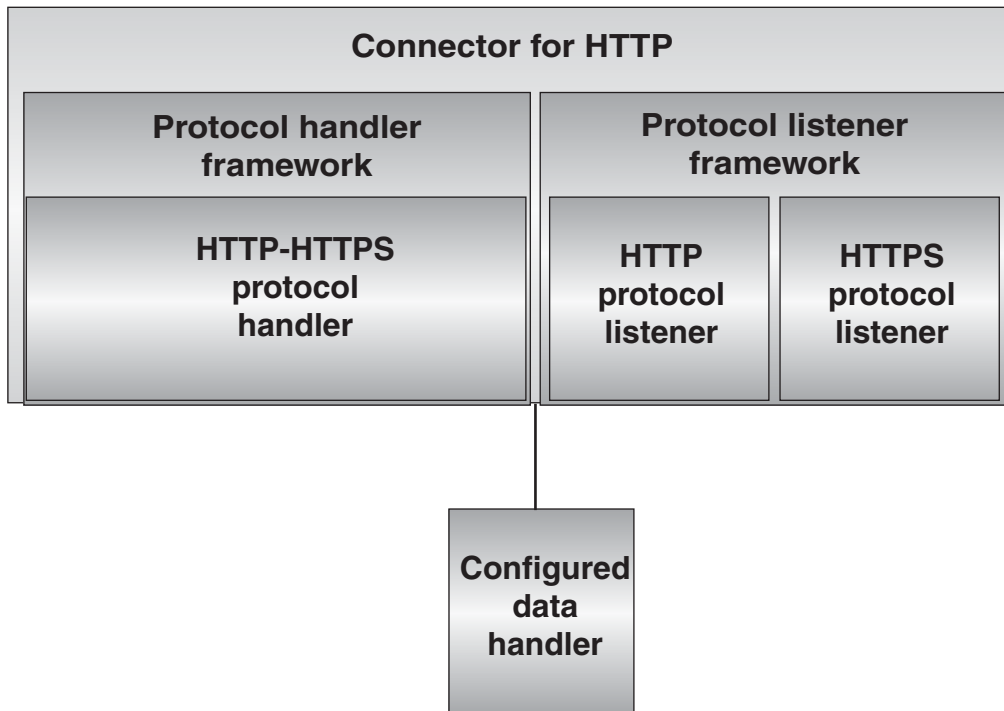 Connector for HTTP
Protocol handler
framework
Protocol listener
framework
HTTP-HTTPS
protocol
handler
HTTP
protocol
listener
HTTPS
protocol
listener
Configured
data
handler